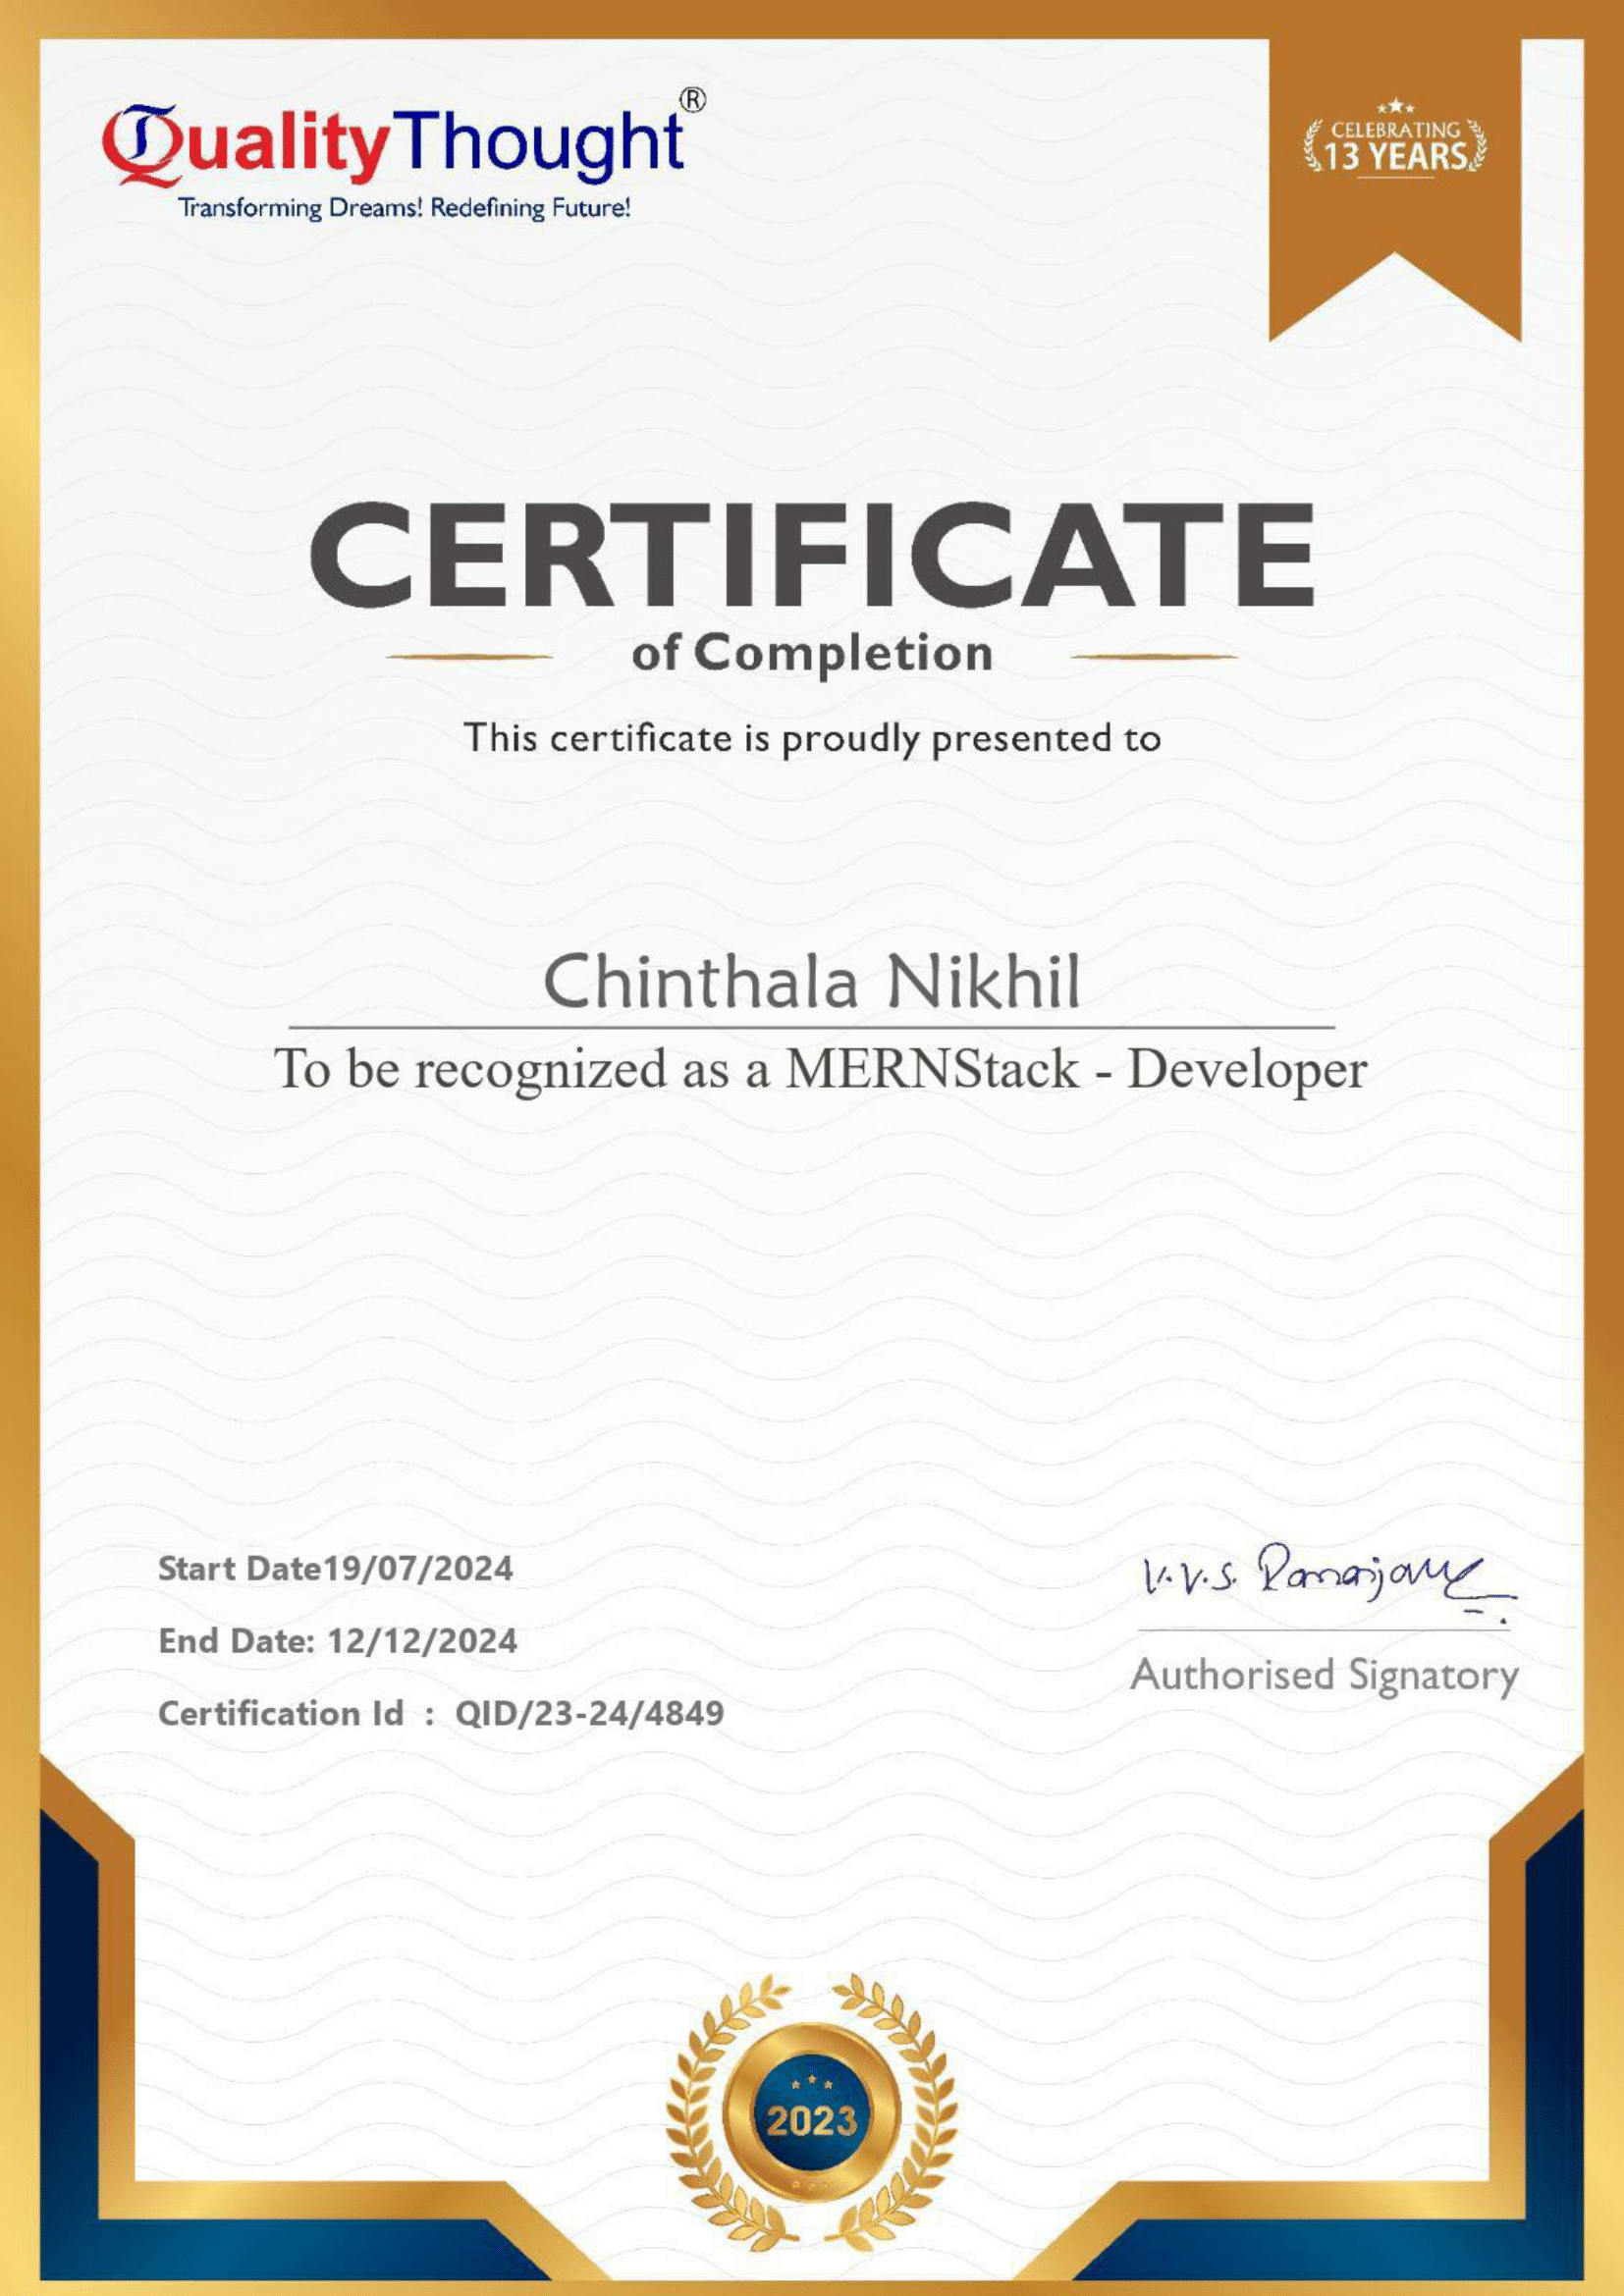 QualityThought®
Transforming Dreams! Redefining Future!
CELEBRATING
13 YEARS
CERTIFICATE
of Completion
This certificate is proudly presented to
Chinthala Nikhil
To be recognized as a MERNStack - Developer
Start Date19/07/2024
End Date: 12/12/2024
Certification Id : QID/23-24/4849
V.V.S.
Authorised Signatory
2023